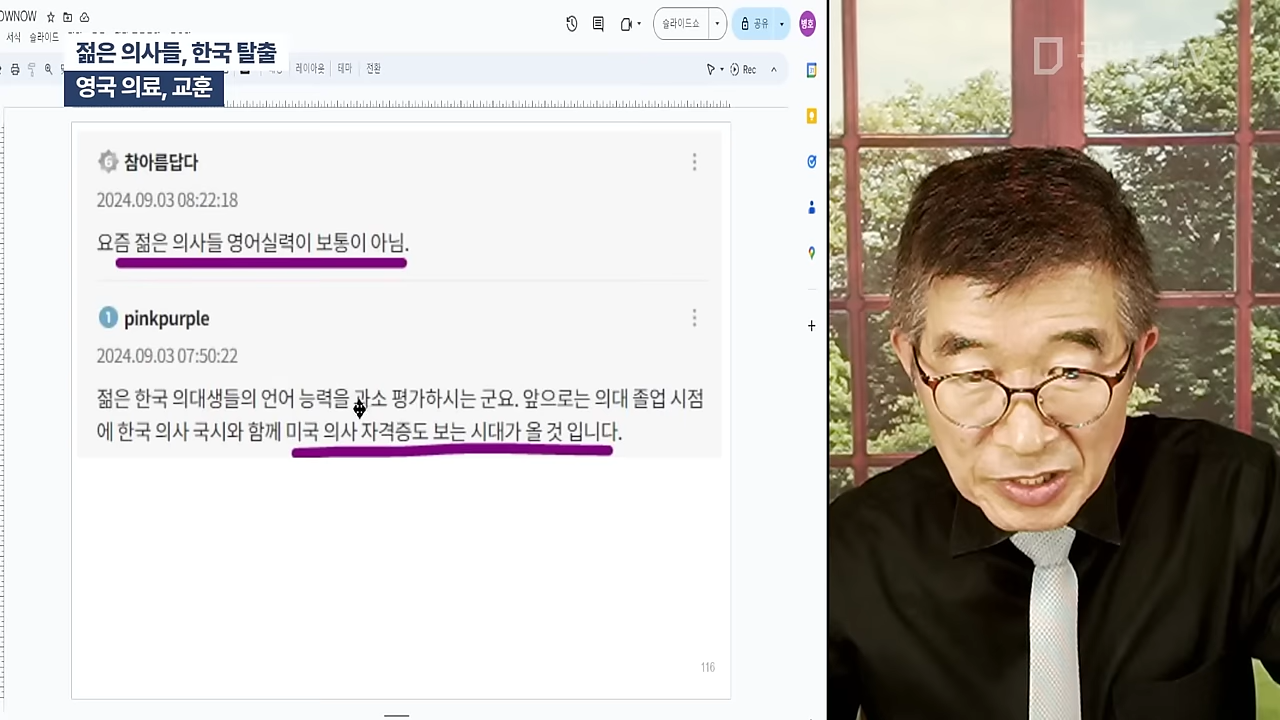 OWNOW
서식 슬라이드
젊은 의사들, 한국 탈출
영국 의료, 교훈
슬라이드쇼
공유
병호
레이아웃 테마 전환
Rec
6 참아름답다
2024.09.03 08:22:18
요즘 젊은 의사들 영어실력이 보통이 아님.
1 pinkpurple
2024.09.03 07:50:22
젊은 한국 의대생들의 언어 능력을 과소 평가하시는 군요. 앞으로는 의대 졸업 시점
에 한국 의사 국시와 함께 미국 의사 자격증도 보는 시대가 올 것 입니다.
116